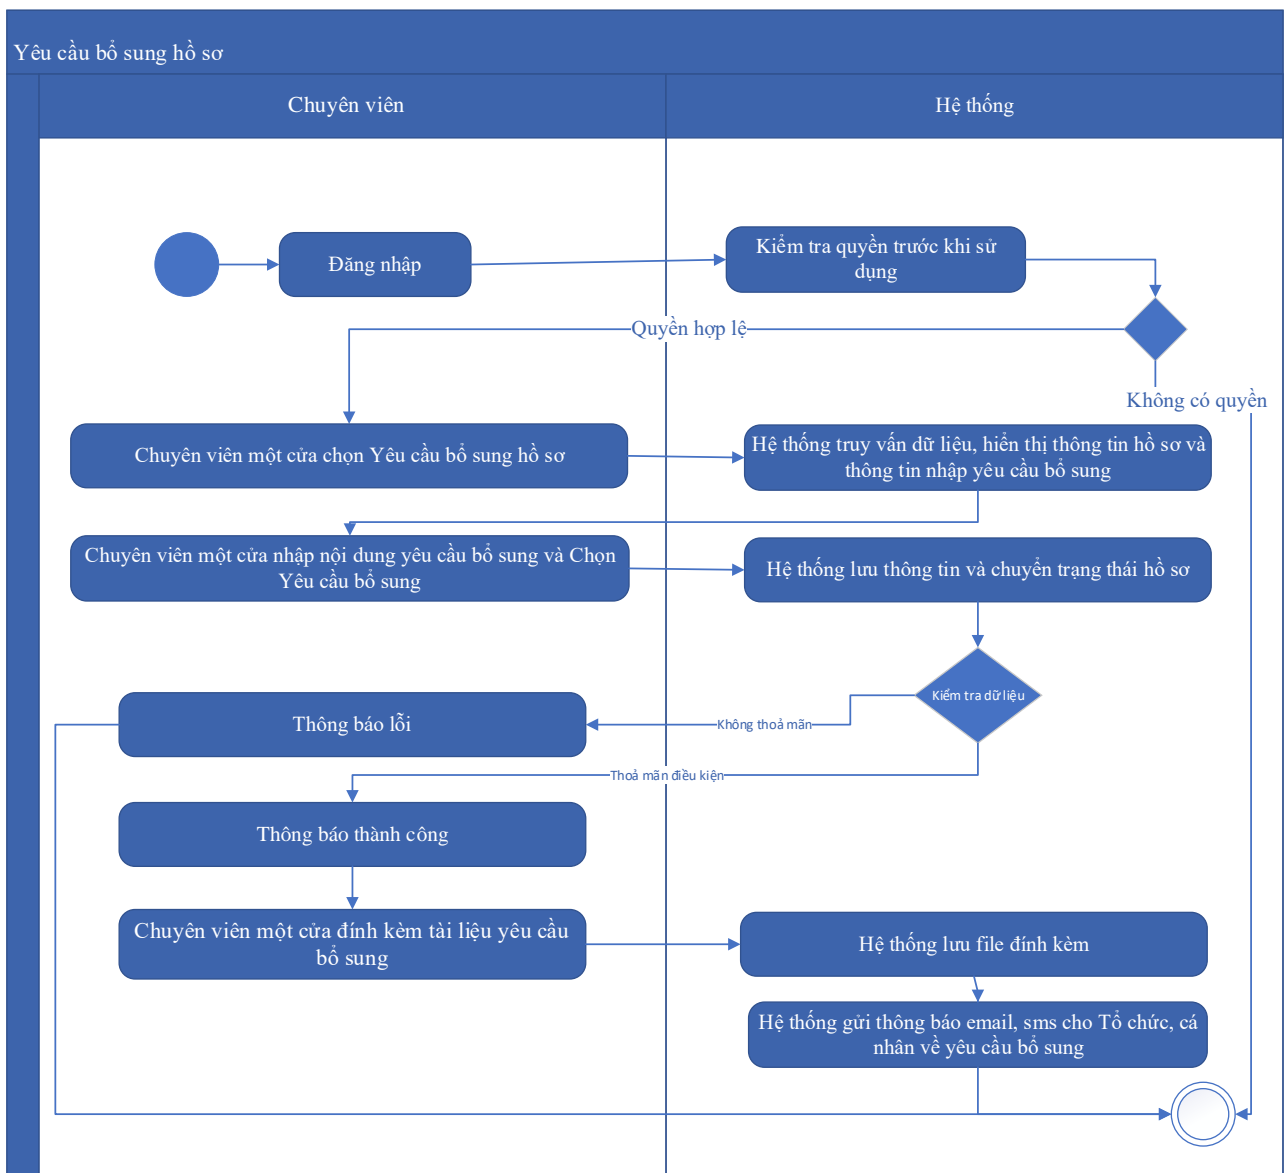 Yêu cầu bổ sung hồ sơ
Chuyên viên
Hệ thống
Đăng nhập
Kiểm tra quyền trước khi sử
dụng
Quyền hợp lệ
Không có quyền
Chuyên viên một cửa chọn Yêu cầu bổ sung hồ sơ
Hệ thống truy vấn dữ liệu, hiển thị thông tin hồ sơ và
thông tin nhập yêu cầu bổ sung
Chuyên viên một cửa nhập nội dung yêu cầu bổ sung và Chọn
Yêu cầu bổ sung
Hệ thống lưu thông tin và chuyển trạng thái hồ sơ
Kiểm tra dữ liệu
Thông báo lỗi
Không thoả mãn
Thoả mãn điều kiện
Thông báo thành công
Chuyên viên một cửa đính kèm tài liệu yêu cầu
bổ sung
Hệ thống lưu file đính kèm
Hệ thống gửi thông báo email, sms cho Tổ chức, cá
nhân về yêu cầu bổ sung